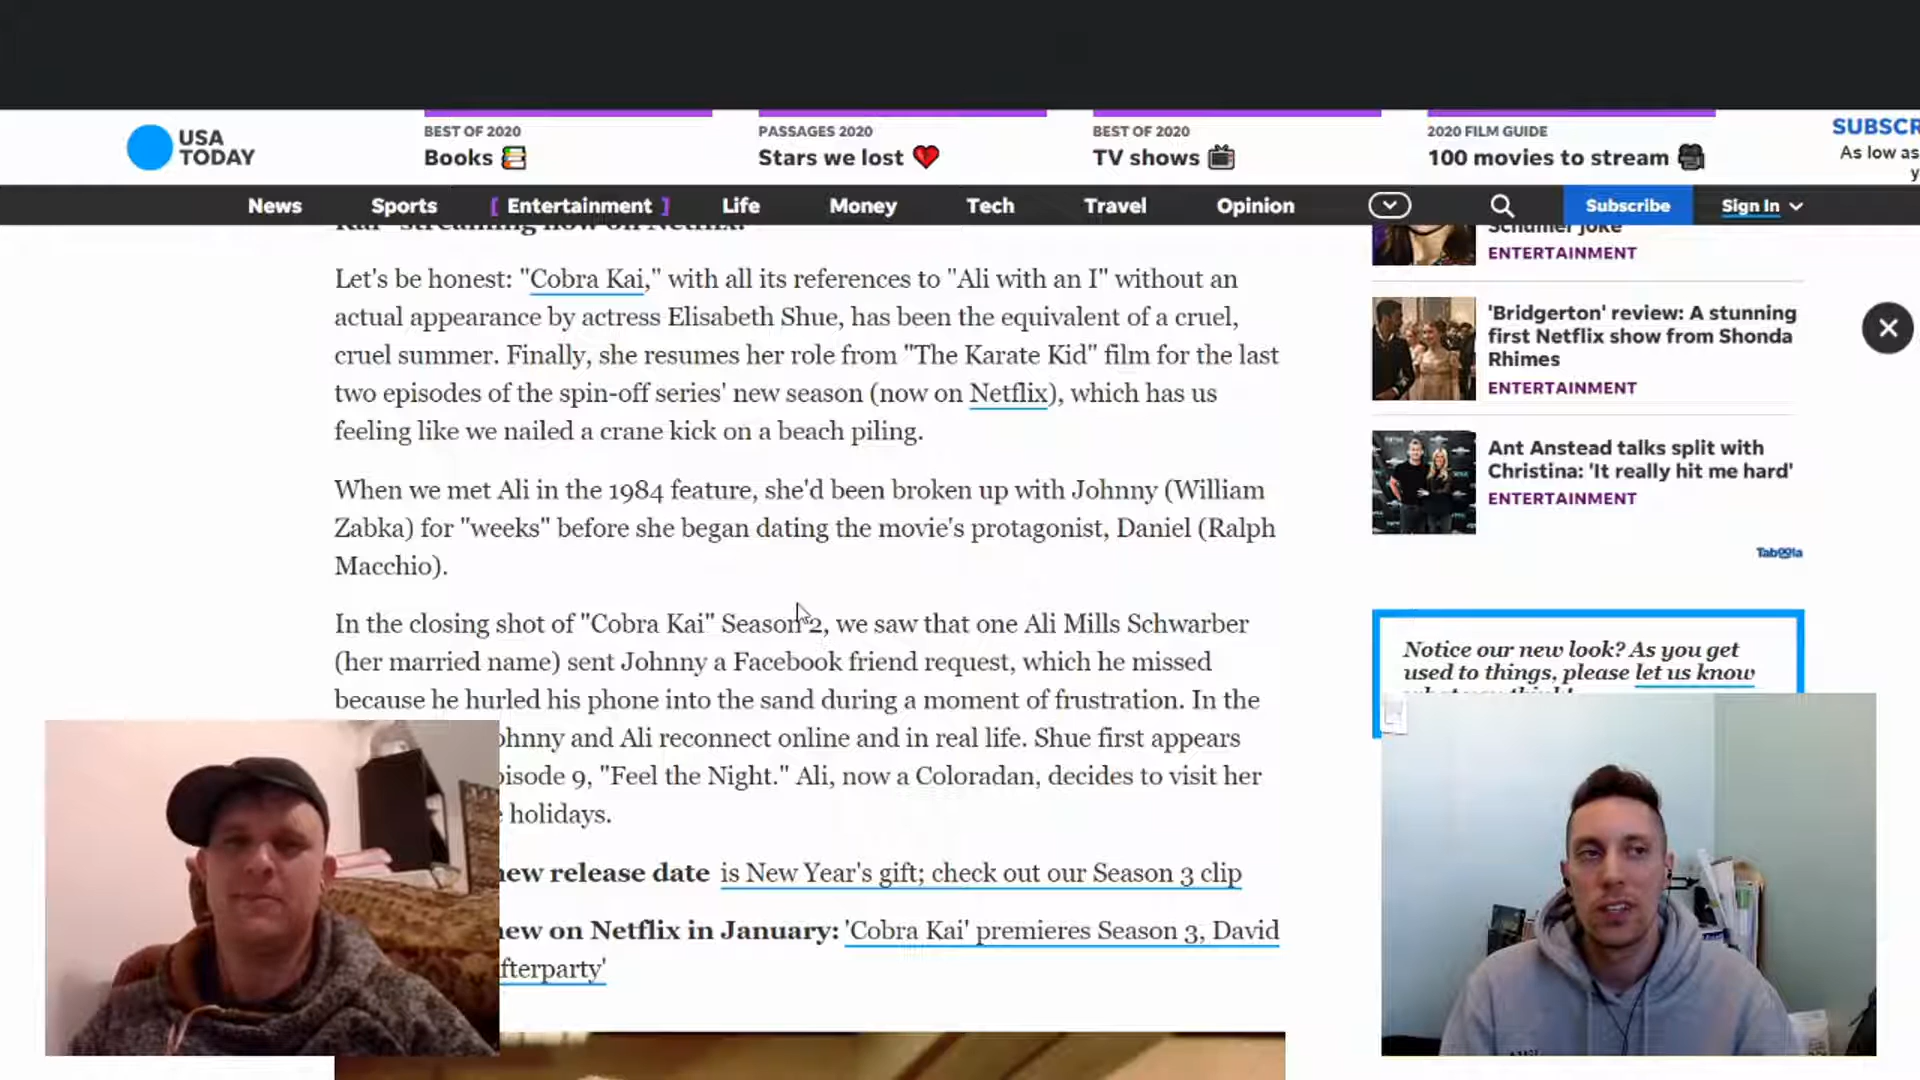 USA
TODAY
BEST OF 2020
Books
PASSAGES 2020
Stars we lost
BEST OF 2020
TV shows
2020 FILM GUIDE
100 movies to stream
SUBSCR
As low as
y
News
Sports
[ Entertainment ]
Life
Money
Tech
Travel
Opinion
Subscribe
Sign In
Kai" streaming now on Netflix.
Let's be honest: "Cobra Kai," with all its references to "Ali with an I" without an
actual appearance by actress Elisabeth Shue, has been the equivalent of a cruel,
cruel summer. Finally, she resumes her role from "The Karate Kid" film for the last
two episodes of the spin-off series' new season (now on Netflix), which has us
feeling like we nailed a crane kick on a beach piling.
When we met Ali in the 1984 feature, she'd been broken up with Johnny (William
Zabka) for "weeks" before she began dating the movie's protagonist, Daniel (Ralph
Macchio).
In the closing shot of "Cobra Kai" Season 2, we saw that one Ali Mills Schwarber
(her married name) sent Johnny a Facebook friend request, which he missed
because he hurled his phone into the sand during a moment of frustration. In the
ohnny and Ali reconnect online and in real life. Shue first appears
isode 9, "Feel the Night." Ali, now a Coloradan, decides to visit her
holidays.
new release date is New Year's gift; check out our Season 3 clip
new on Netflix in January: 'Cobra Kai' premieres Season 3, David
fterparty'
Schumer joke
ENTERTAINMENT
'Bridgerton' review: A stunning
first Netflix show from Shonda
Rhimes
ENTERTAINMENT
Ant Anstead talks split with
Christina: 'It really hit me hard'
ENTERTAINMENT
Taboola
Notice our new look? As you get
used to things, please let us know